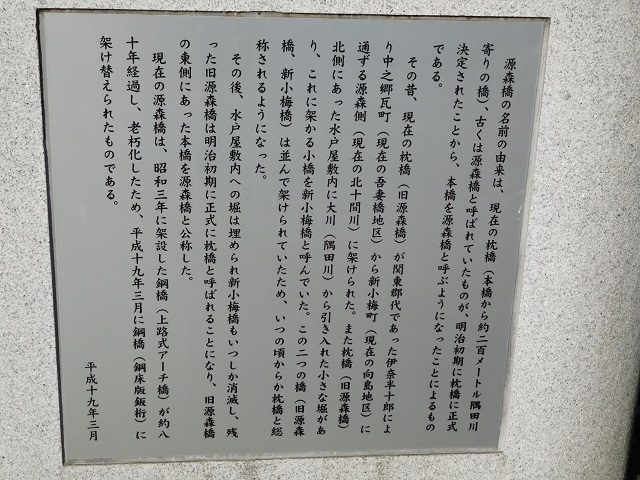 源森橋の名前の由来は、現在の枕橋（本橋から約二百メートル隅田川
寄りの橋）、古くは源森橋と呼ばれていたものが、明治初期に枕橋に正式
決定されたことから、本橋を源森橋と呼ぶようになったことによるもの
である。
その昔、現在の枕橋（旧源森橋）が関東郡代であった伊奈半十郎によ
り中之郷瓦町（現在の吾妻橋地区）から新小梅町（現在の向島地区）に
通ずる源森側（現在の北十間川）に架けられた。また枕橋（旧源森橋）
北側にあった水戸屋敷内に大川（隅田川）から引き入れた小さな堀があ
り、これに架かる小橋を新小梅橋と呼んでいた。この二つの橋（旧源森
橋、新小梅橋）は並んで架けられていたため、いつの頃からか枕橋と総
称されるようになった。
その後、水戸屋敷内への堀は埋められ新小梅橋もいつしか消滅し、残
った旧源森橋は明治初期に正式に枕橋と呼ばれることになり、旧源森橋
の東側にあった本橋を源森橋と公称した。
現在の源森橋は、昭和三年に架設した鋼橋（上路式アーチ橋）が約八
十年経過し、老朽化したため、平成十九年三月に鋼橋（鋼床版鈑桁）に
架け替えられたものである。
平成十九年三月